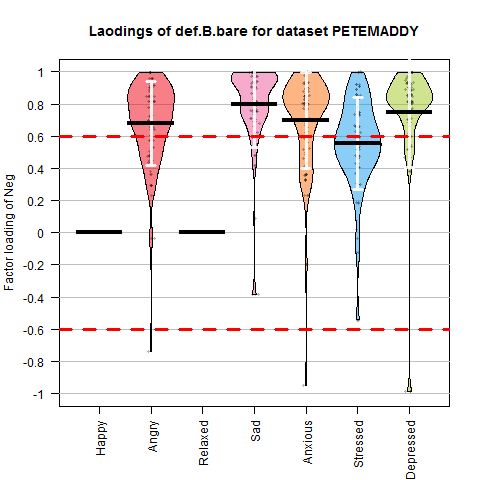 Laodings of def.B.bare for dataset PETEMADDY
Factor loading of Neg
1
0.8
0.6
0.4
0.2
0
-0.2
-0.4
-0.6
-0.8
-1
Happy
Angry
Relaxed
Sad
Anxious
Stressed
Depressed